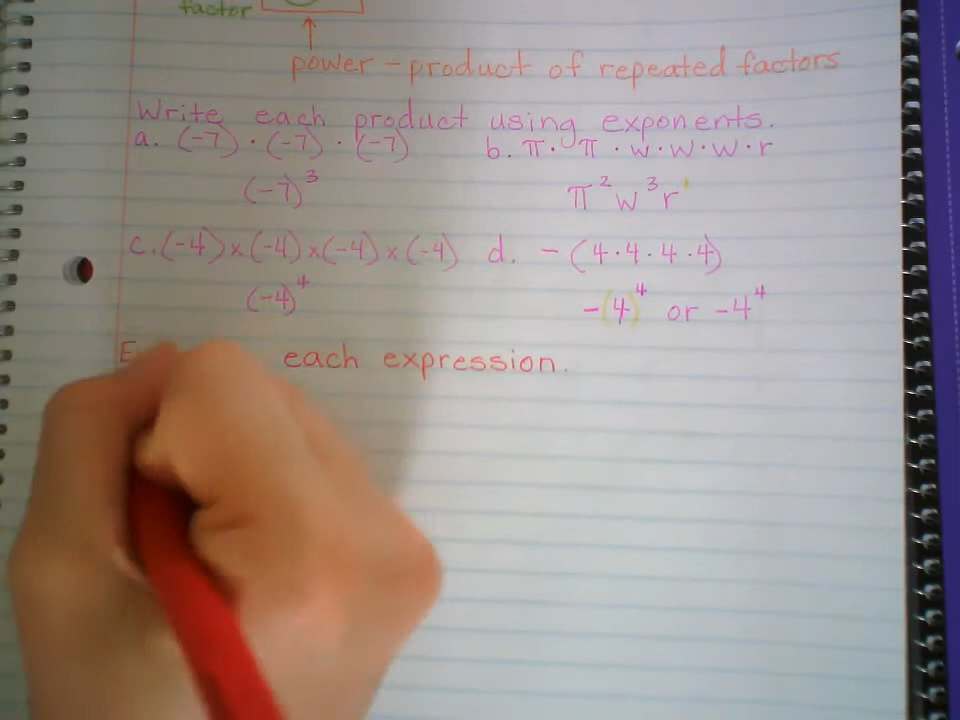 factor
power - product of repeated factors
Write each product using exponents.
a. (-7) · (-7) · (-7) b. π · π · w · w · w · r
(-7)³ π²w³r¹
c. (-4) × (-4) × (-4) × (-4) d. - (4 · 4 · 4 · 4)
(-4)⁴ -(4)⁴ or -4⁴
each expression.